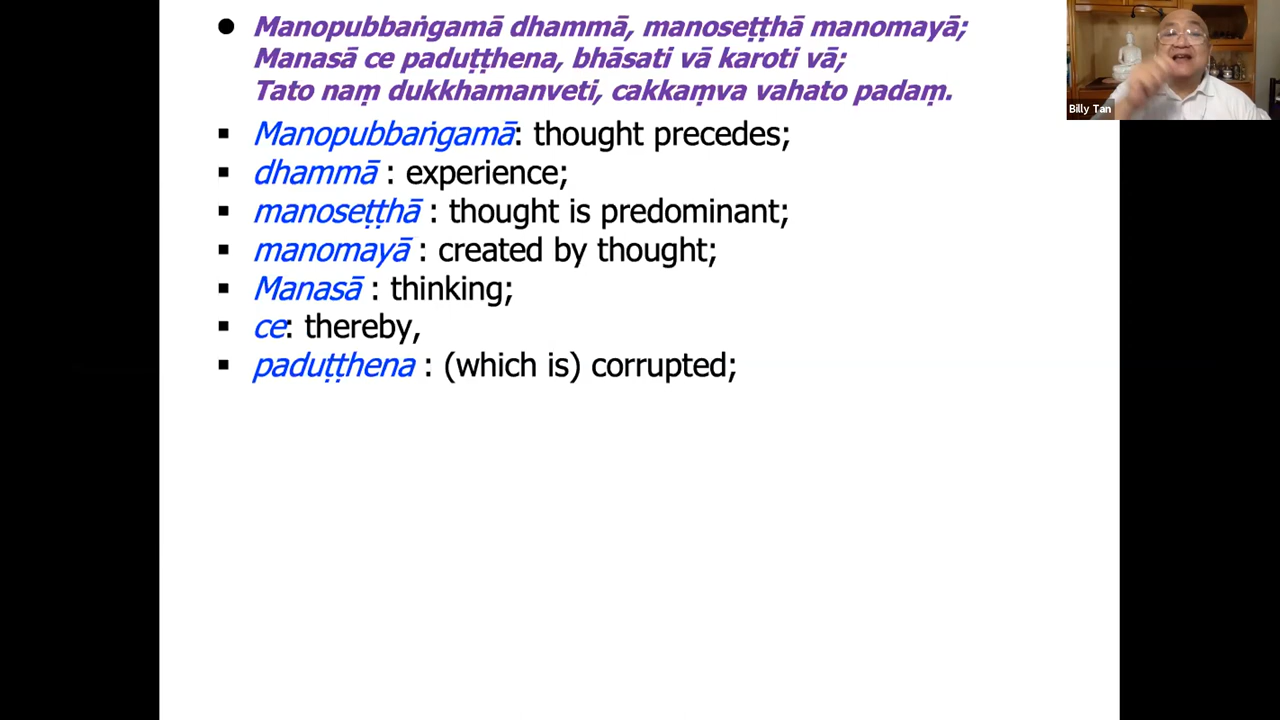 ● Manopubbaṅgamā dhammā, manoseṭṭhā manomayā;
Manasā ce paduṭṭhena, bhāsati vā karoti vā;
Tato naṃ dukkhamanveti, cakkaṃva vahato padaṃ.
▪ Manopubbaṅgamā: thought precedes;
▪ dhammā : experience;
▪ manoseṭṭhā : thought is predominant;
▪ manomayā : created by thought;
▪ Manasā : thinking;
▪ ce: thereby,
▪ paduṭṭhena : (which is) corrupted;
Billy Tan